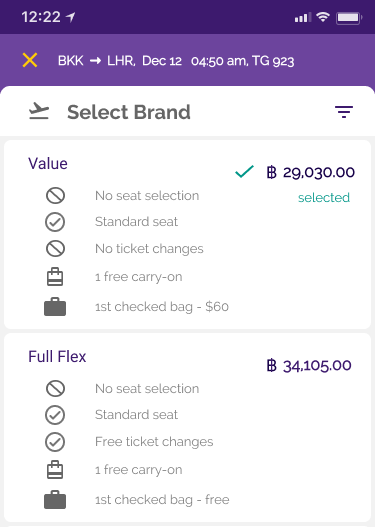 12:22
BKK → LHR, Dec 12 04:50 am, TG 923
Select Brand
Value
฿ 29,030.00
No seat selection
selected
Standard seat
No ticket changes
1 free carry-on
1st checked bag - $60
Full Flex
฿ 34,105.00
No seat selection
Standard seat
Free ticket changes
1 free carry-on
1st checked bag - free